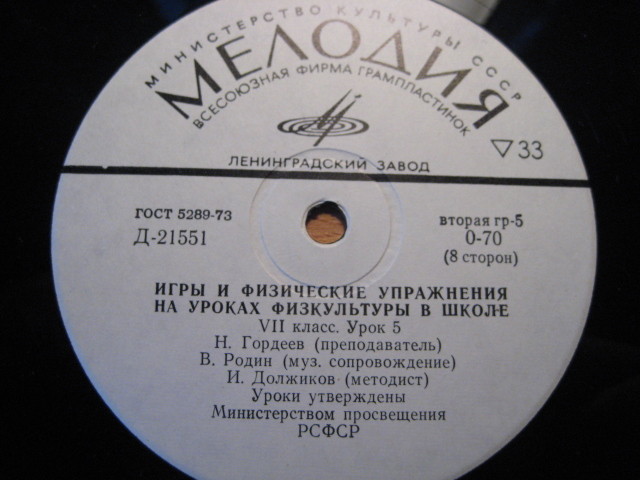 МИНИСТЕРСТВО КУЛЬТУРЫ СССР
МЕЛОДИЯ
ВСЕСОЮЗНАЯ ФИРМА ГРАМПЛАСТИНОК
▽33
ЛЕНИНГРАДСКИЙ ЗАВОД
ГОСТ 5289-73
Д-21551
вторая гр-5
0-70
(8 сторон)
ИГРЫ И ФИЗИЧЕСКИЕ УПРАЖНЕНИЯ
НА УРОКАХ ФИЗКУЛЬТУРЫ В ШКОЛЕ
VII класс. Урок 5
Н. Гордеев (преподаватель)
В. Родин (муз. сопровождение)
И. Должиков (методист)
Уроки утверждены
Министерством просвещения
РСФСР